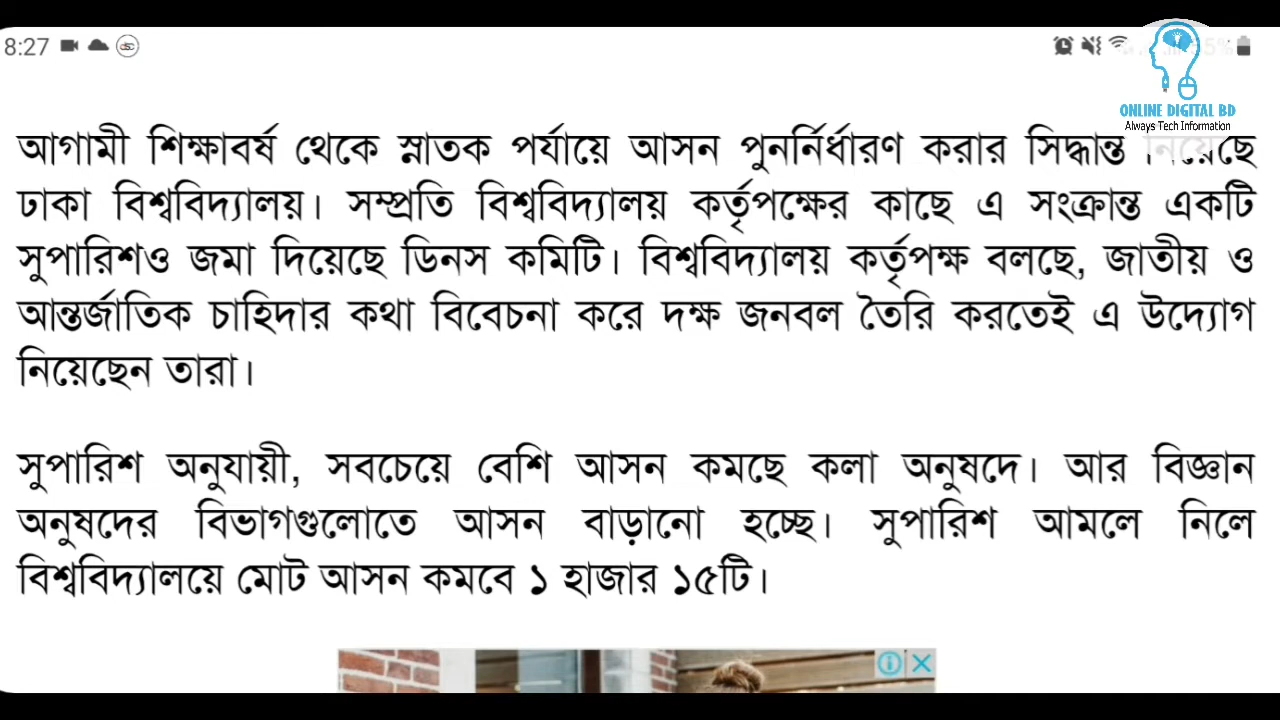 8:27
ONLINE DIGITAL BD
Always Tech Information
আগামী শিক্ষাবর্ষ থেকে স্নাতক পর্যায়ে আসন পুনর্নির্ধারণ করার সিদ্ধান্ত নিয়েছে
ঢাকা বিশ্ববিদ্যালয়। সম্প্রতি বিশ্ববিদ্যালয় কর্তৃপক্ষের কাছে এ সংক্রান্ত একটি
সুপারিশও জমা দিয়েছে ডিনস কমিটি। বিশ্ববিদ্যালয় কর্তৃপক্ষ বলছে, জাতীয় ও
আন্তর্জাতিক চাহিদার কথা বিবেচনা করে দক্ষ জনবল তৈরি করতেই এ উদ্যোগ
নিয়েছেন তারা।
সুপারিশ অনুযায়ী, সবচেয়ে বেশি আসন কমছে কলা অনুষদে। আর বিজ্ঞান
অনুষদের বিভাগগুলোতে আসন বাড়ানো হচ্ছে। সুপারিশ আমলে নিলে
বিশ্ববিদ্যালয়ে মোট আসন কমবে ১ হাজার ১৫টি।